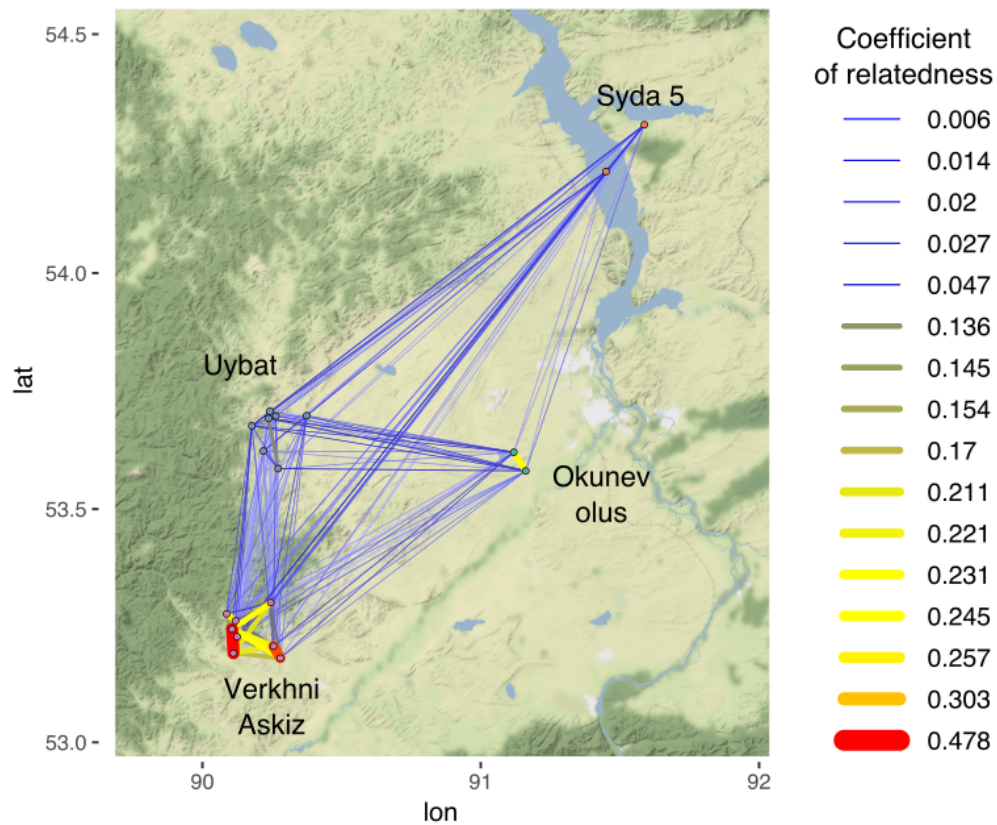 54.5
54.0
53.5
53.0
lat
90
91
92
lon
Syda 5
Uybat
Okunev
olus
Verkhni
Askiz
Coefficient
of relatedness
0.006
0.014
0.02
0.027
0.047
0.136
0.145
0.154
0.17
0.211
0.221
0.231
0.245
0.257
0.303
0.478